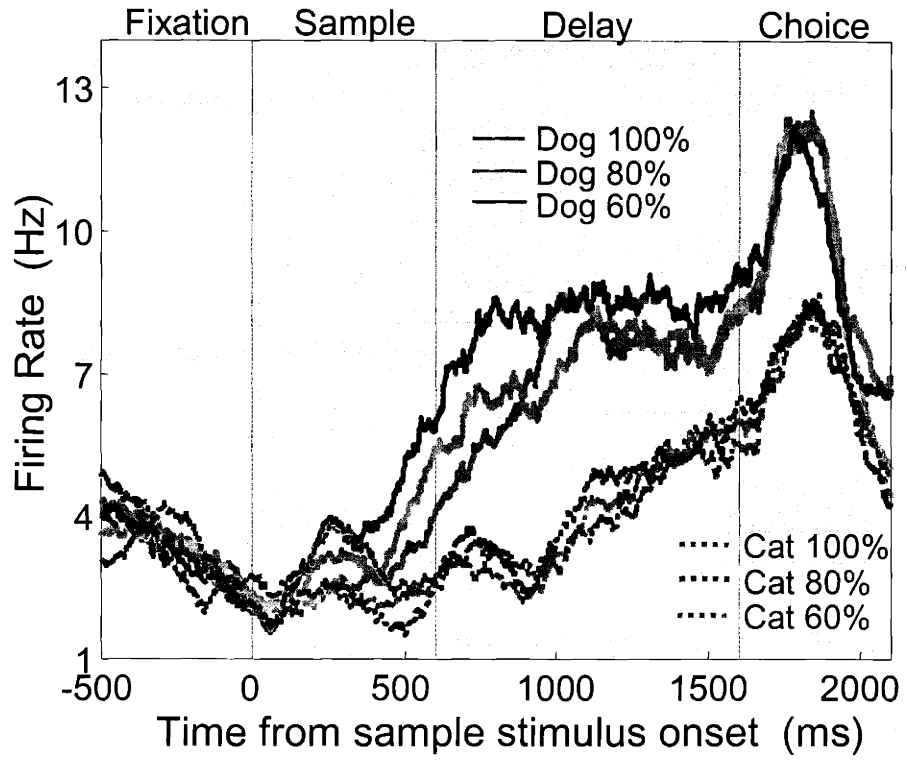 Fixation Sample Delay Choice
13
10
7
4
1
Firing Rate (Hz)
Dog 100%
Dog 80%
Dog 60%
Cat 100%
Cat 80%
Cat 60%
-500 0 500 1000 1500 2000
Time from sample stimulus onset (ms)